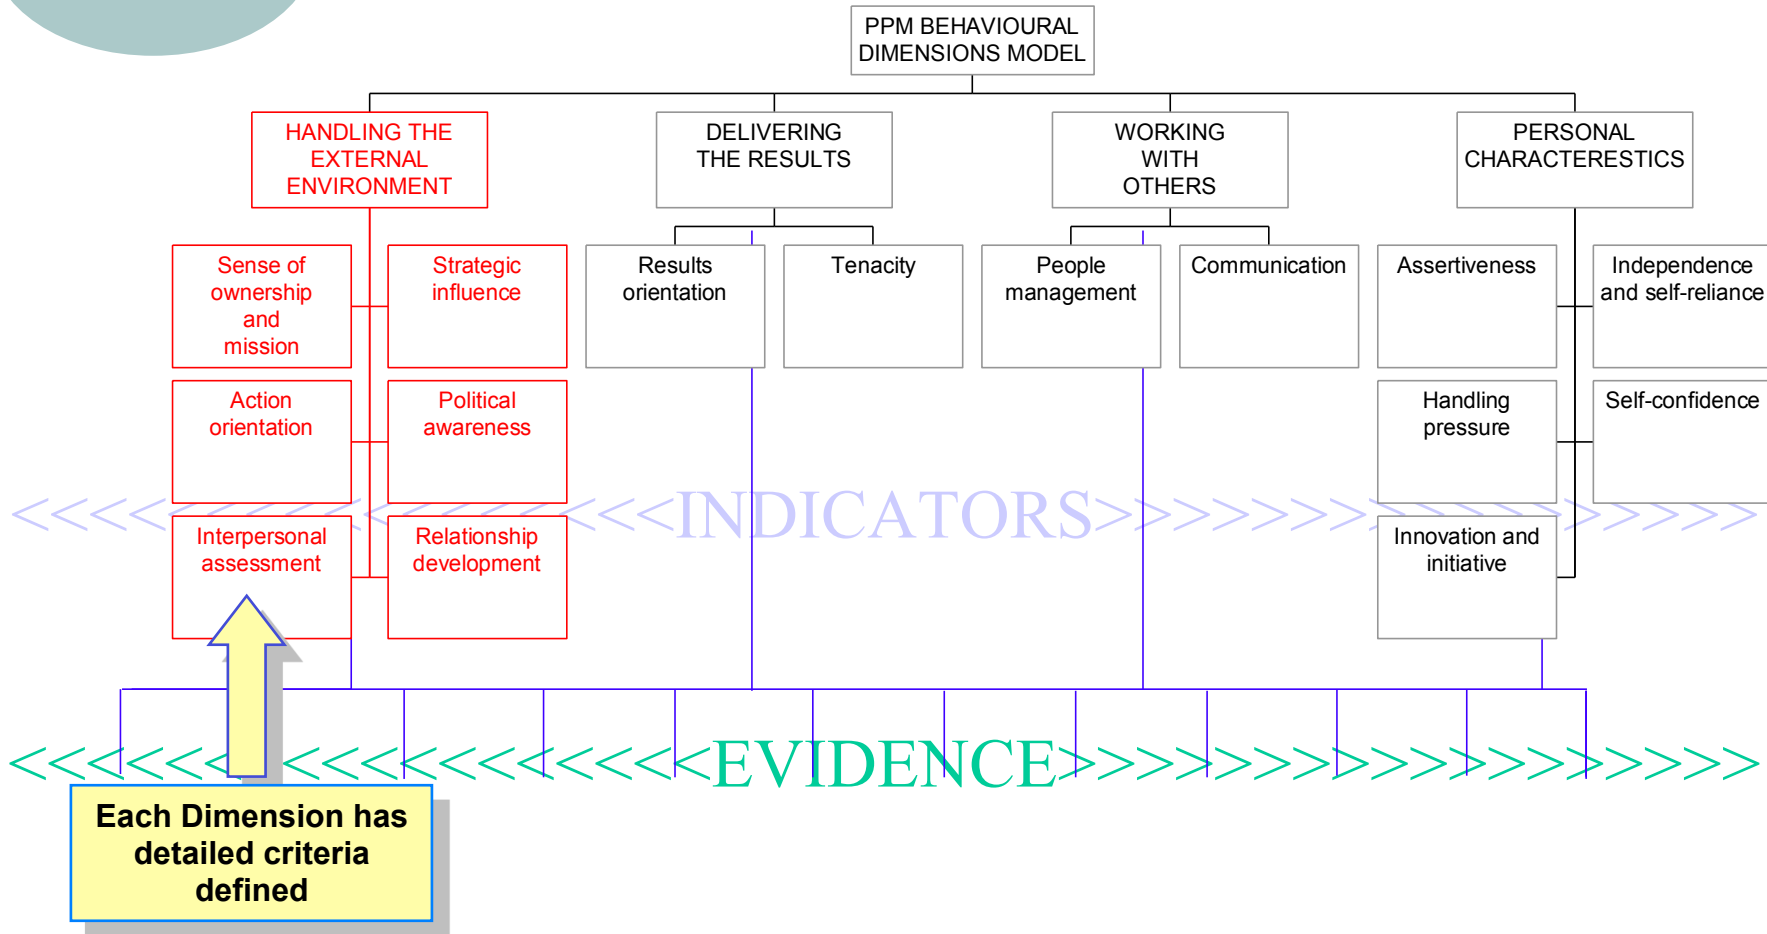 PPM BEHAVIOURAL
DIMENSIONS MODEL
HANDLING THE
EXTERNAL
ENVIRONMENT
DELIVERING
THE RESULTS
WORKING
WITH
OTHERS
PERSONAL
CHARACTERESTICS
Sense of
ownership
and
mission
Strategic
influence
Results
orientation
Tenacity
People
management
Communication
Assertiveness
Independence
and self-reliance
Action
orientation
Political
awareness
Handling
pressure
Self-confidence
<<<<<<<<<<<<<<<<<INDICATORS>>>>>>>>>>>>>>>>>
Interpersonal
assessment
Relationship
development
Innovation and
initiative
<<<<<<<<<<<<<<<<<<EVIDENCE>>>>>>>>>>>>>>>>>>
Each Dimension has
detailed criteria
defined